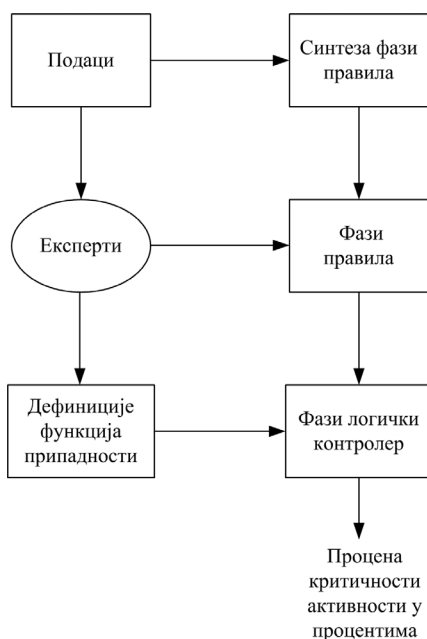 Подаци
Синтеза фази
правила
Експерти
Фази
правила
Дефиниције
функција
припадности
Фази логички
контролер
Процена
критичности
активности у
процентима